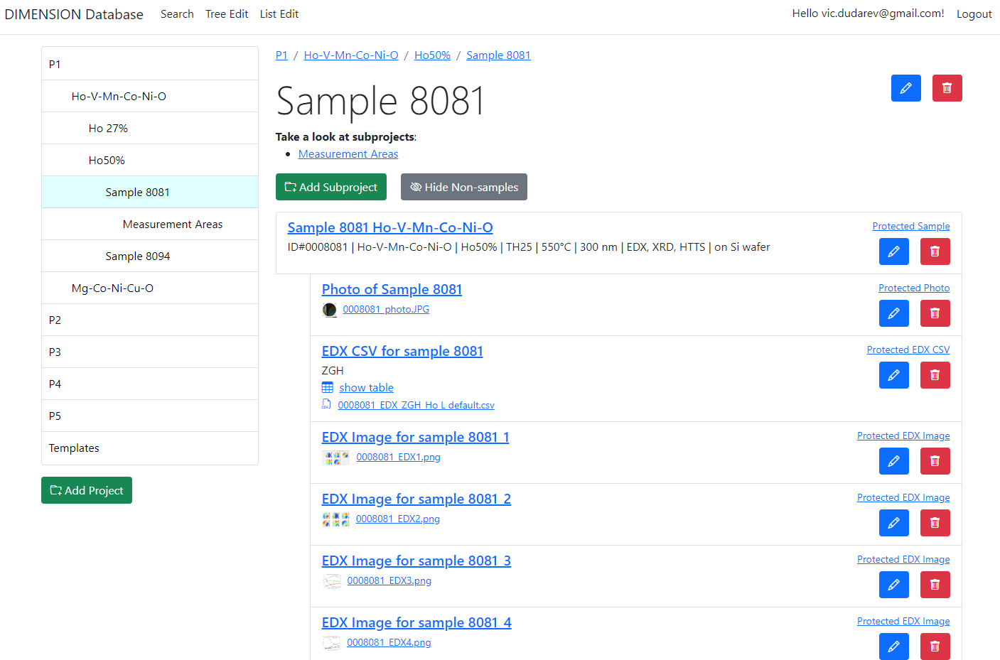 DIMENSION Database Search Tree Edit List Edit Hello vic.dudarev@gmail.com! Logout
P1
Ho-V-Mn-Co-Ni-O
Ho 27%
Ho50%
Sample 8081
Measurement Areas
Sample 8094
Mg-Co-Ni-Cu-O
P2
P3
P4
P5
Templates
Add Project
P1 / Ho-V-Mn-Co-Ni-O / Ho50% / Sample 8081
Sample 8081
Take a look at subprojects:
• Measurement Areas
Add Subproject Hide Non-samples
Sample 8081 Ho-V-Mn-Co-Ni-O Protected Sample
ID#0008081 | Ho-V-Mn-Co-Ni-O | Ho50% | TH25 | 550°C | 300 nm | EDX, XRD, HTTS | on Si wafer
Photo of Sample 8081 Protected Photo
0008081_photo.JPG
EDX CSV for sample 8081 Protected EDX CSV
ZGH
show table
0008081_EDX_ZGH_Ho L default.csv
EDX Image for sample 8081_1 Protected EDX Image
0008081_EDX1.png
EDX Image for sample 8081_2 Protected EDX Image
0008081_EDX2.png
EDX Image for sample 8081_3 Protected EDX Image
0008081_EDX3.png
EDX Image for sample 8081_4 Protected EDX Image
0008081_EDX4.png